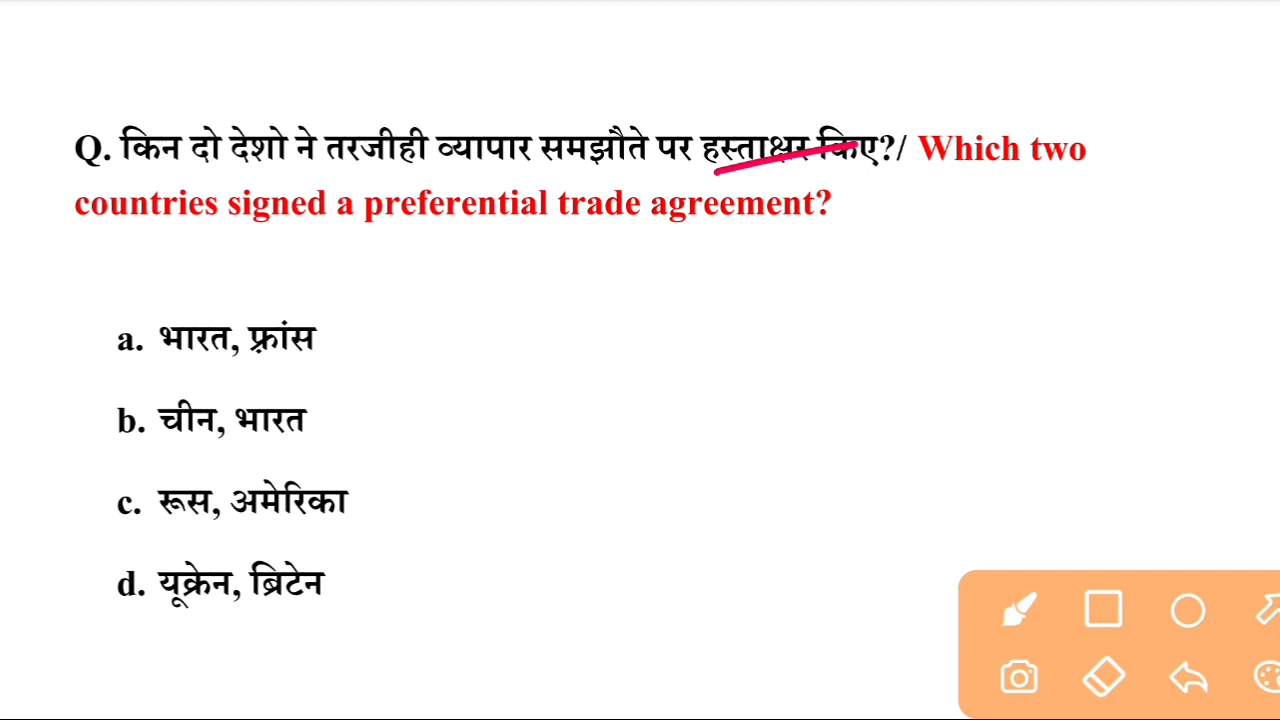 Q. किन दो देशो ने तरजीही व्यापार समझौते पर हस्ताक्षर किए?/ Which two
countries signed a preferential trade agreement?
a. भारत, फ़्रांस
b. चीन, भारत
c. रूस, अमेरिका
d. यूक्रेन, ब्रिटेन